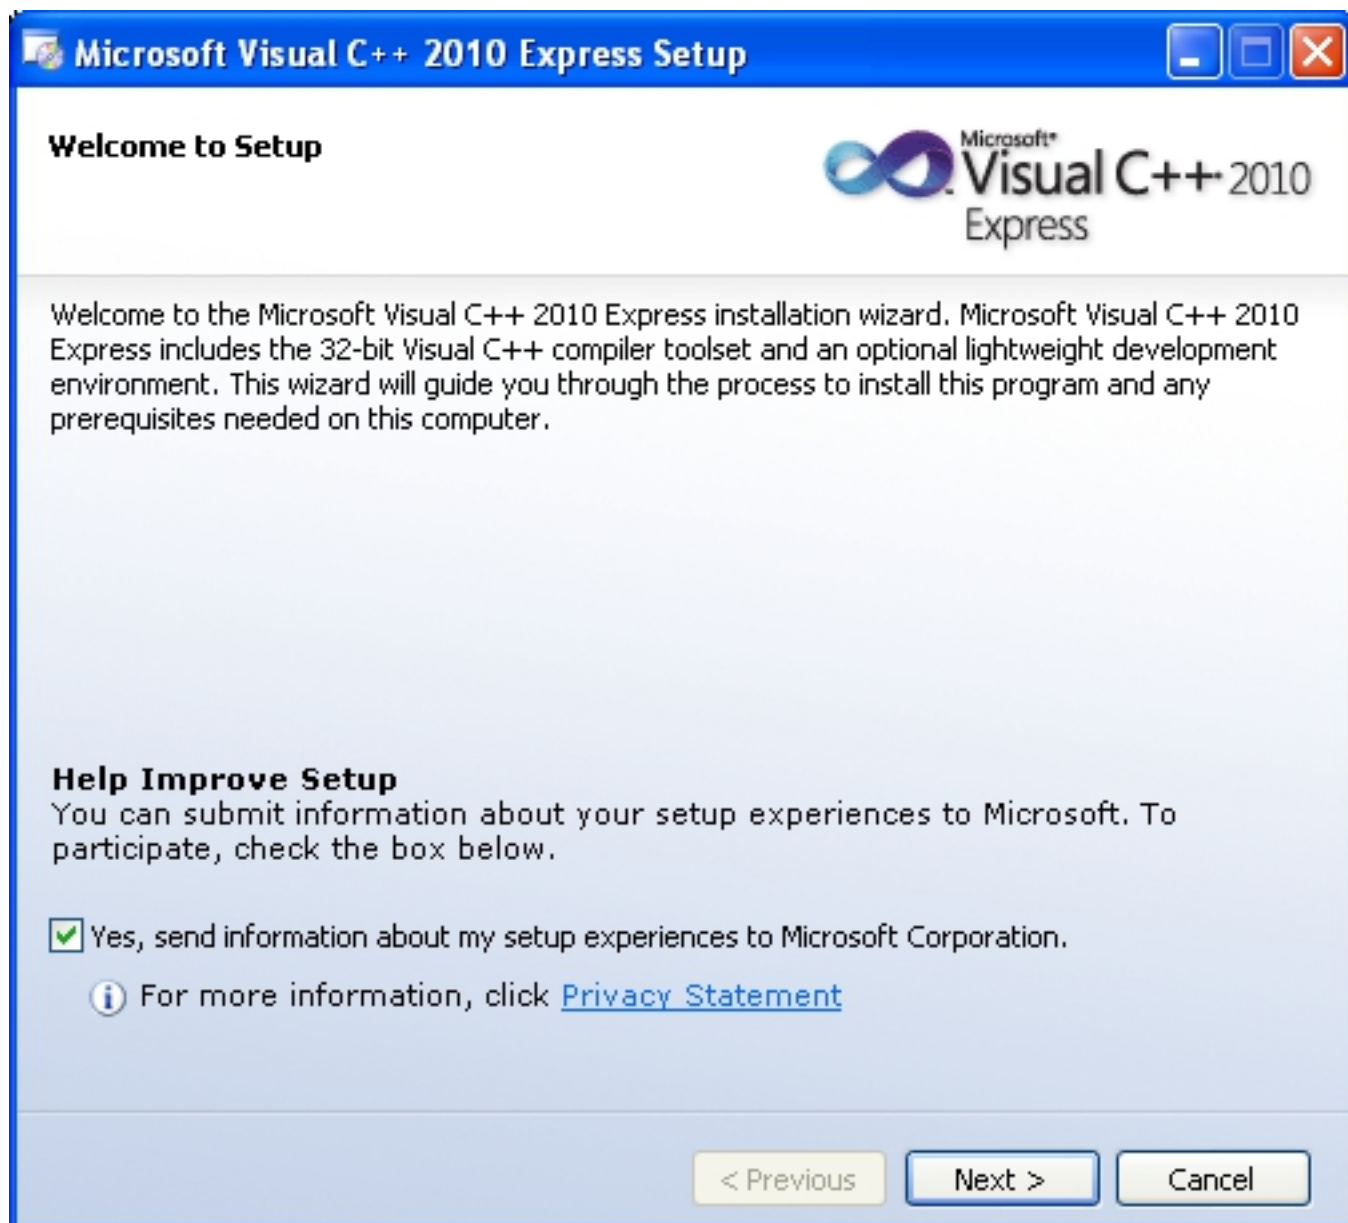 Microsoft Visual C++ 2010 Express Setup
Welcome to Setup
Microsoft®
Visual C++® 2010
Express
Welcome to the Microsoft Visual C++ 2010 Express installation wizard. Microsoft Visual C++ 2010
Express includes the 32-bit Visual C++ compiler toolset and an optional lightweight development
environment. This wizard will guide you through the process to install this program and any
prerequisites needed on this computer.
Help Improve Setup
You can submit information about your setup experiences to Microsoft. To
participate, check the box below.
Yes, send information about my setup experiences to Microsoft Corporation.
For more information, click Privacy Statement
< Previous
Next >
Cancel